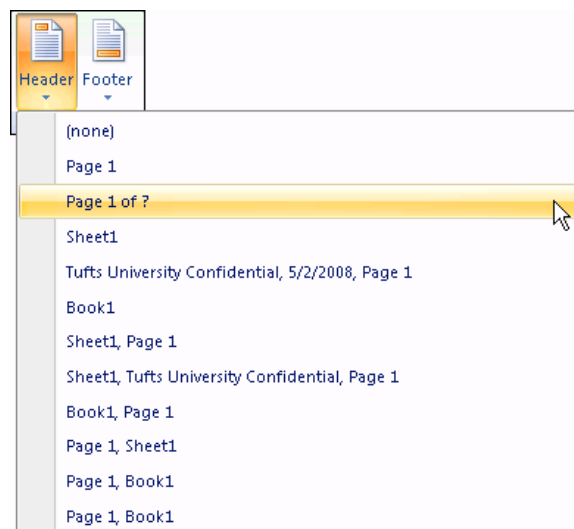 Header Footer
(none)
Page 1
Page 1 of ?
Sheet1
Tufts University Confidential, 5/2/2008, Page 1
Book1
Sheet1, Page 1
Sheet1, Tufts University Confidential, Page 1
Book1, Page 1
Page 1, Sheet1
Page 1, Book1
Page 1, Book1